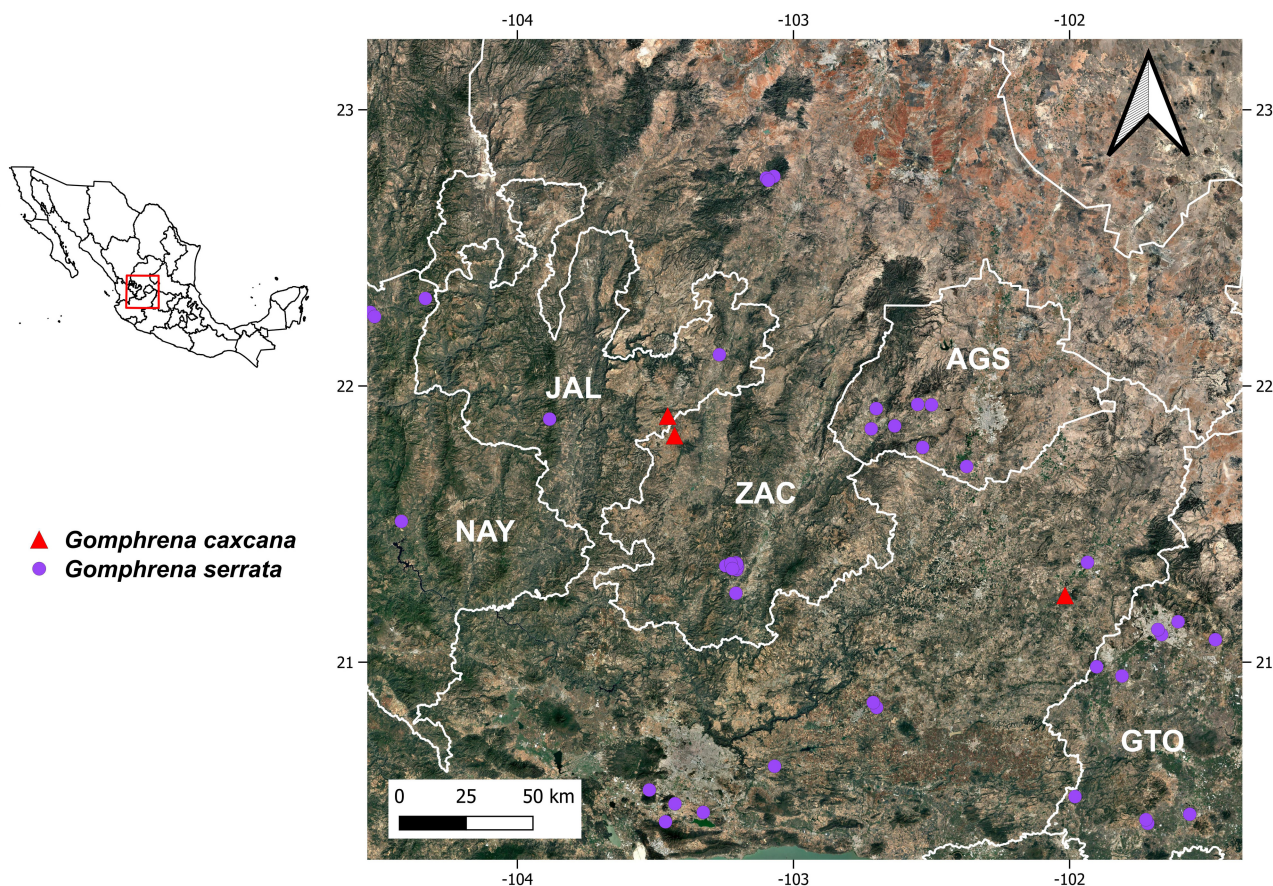 -104 -103 -102
23 23
22 22
21 21
JAL
AGS
NAY
ZAC
GTO
Gomphrena caxcana
Gomphrena serrata
0 25 50 km
-104 -103 -102